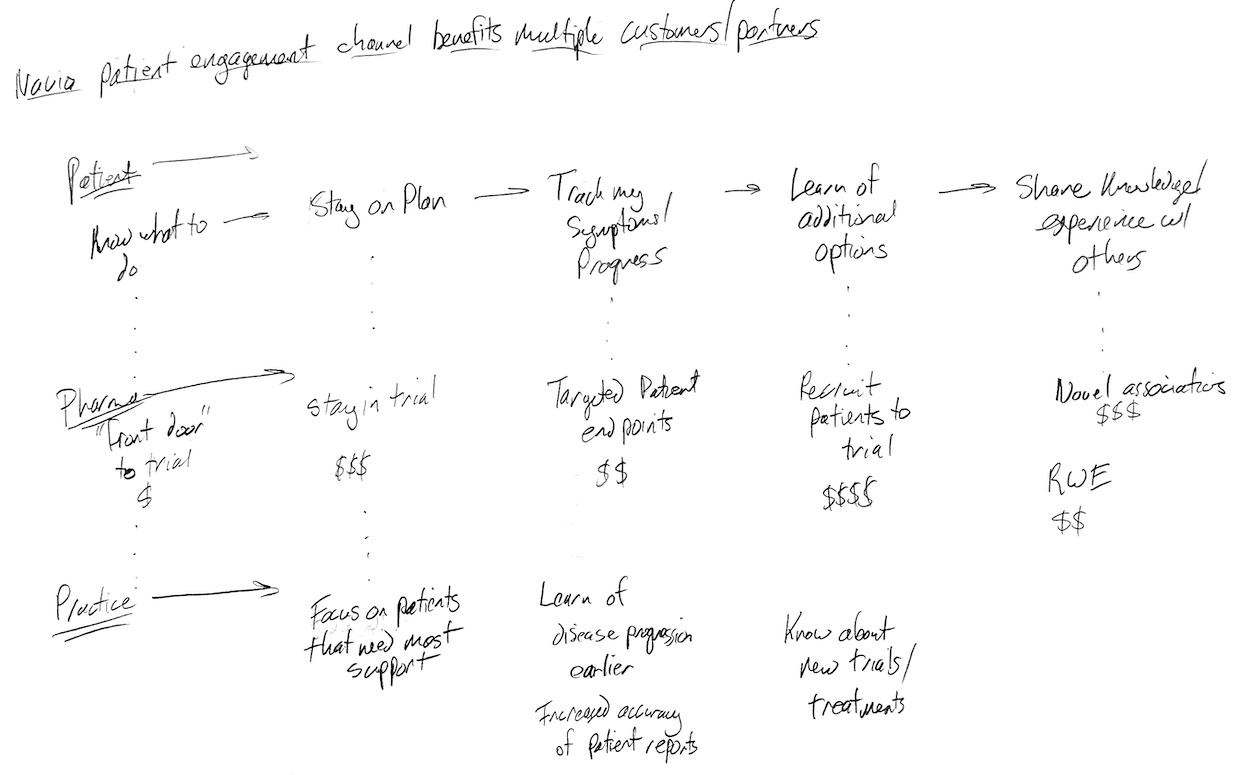 Navia patient engagement channel benefits multiple customers/partners
Patient
Know what to
do
Stay on Plan
Track my
Symptoms/
Progress
Learn of
additional
options
Share Knowledge/
experience w/
others
Pharma
"Front door"
to trial
$
Stay in trial
$$$
Targeted Patient
end points
$$
Recruit
patients to
trial
$$$$
Novel associations
$$$
RWE
$$
Practice
Focus on patients
that need most
support
Learn of
disease progression
earlier
Increased accuracy
of patient reports
Know about
new trials/
treatments